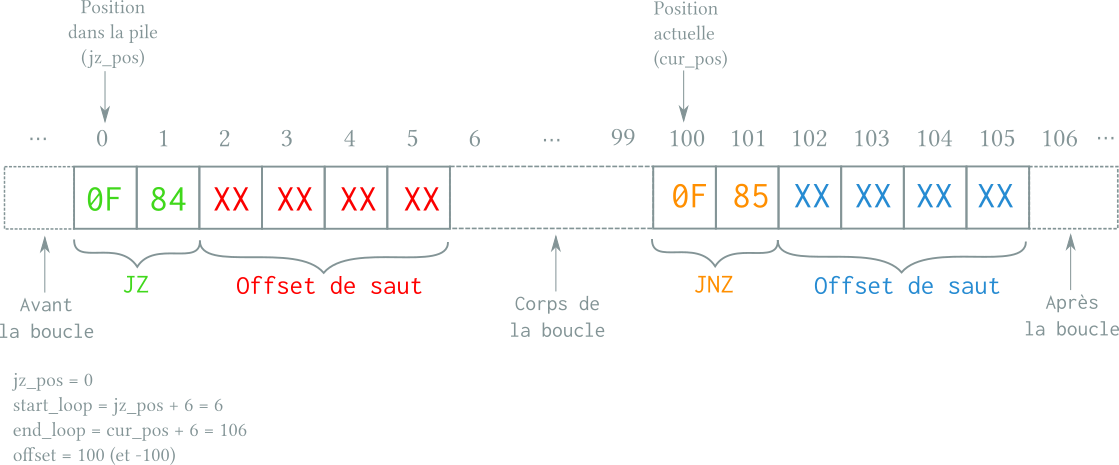 Position
dans la pile
(jz_pos)
Position
actuelle
(cur_pos)
... 0 1 2 3 4 5 6 ... 99 100 101 102 103 104 105 106 ...
0F 84 XX XX XX XX 0F 85 XX XX XX XX
JZ Offset de saut JNZ Offset de saut
Avant
la boucle
Corps de
la boucle
Après
la boucle
jz_pos = 0
start_loop = jz_pos + 6 = 6
end_loop = cur_pos + 6 = 106
offset = 100 (et -100)